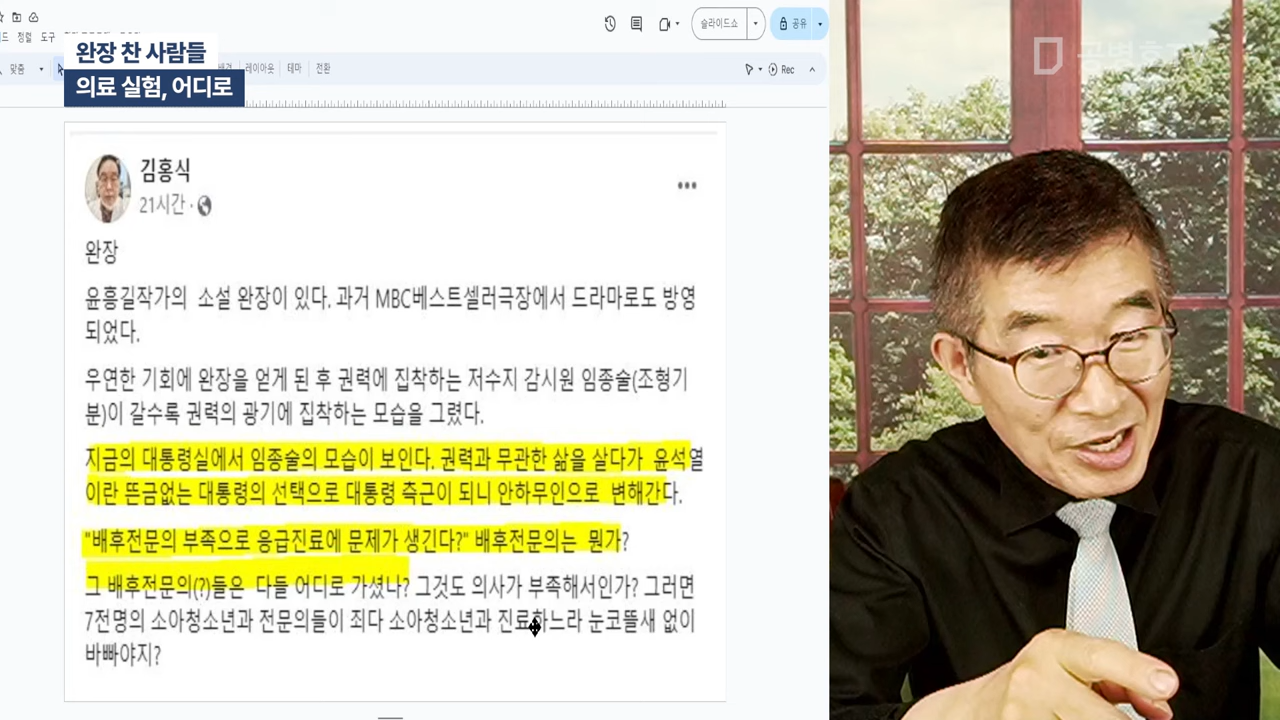 슬라이드쇼
공유
정렬 도구
완장 찬 사람들
의료 실험, 어디로
맞춤
레이아웃 테마 전환
Rec
김홍식
21시간
완장
윤흥길작가의 소설 완장이 있다. 과거 MBC베스트셀러극장에서 드라마로도 방영
되었다.
우연한 기회에 완장을 얻게 된 후 권력에 집착하는 저수지 감시원 임종술(조형기
분)이 갈수록 권력의 광기에 집착하는 모습을 그렸다.
지금의 대통령실에서 임종술의 모습이 보인다. 권력과 무관한 삶을 살다가 윤석열
이란 뜬금없는 대통령의 선택으로 대통령 측근이 되니 안하무인으로 변해간다.
"배후전문의 부족으로 응급진료에 문제가 생긴다?" 배후전문의는 뭔가?
그 배후전문의(?)들은 다들 어디로 가셨나? 그것도 의사가 부족해서인가? 그러면
7전명의 소아청소년과 전문의들이 죄다 소아청소년과 진료하느라 눈코뜰새 없이
바빠야지?